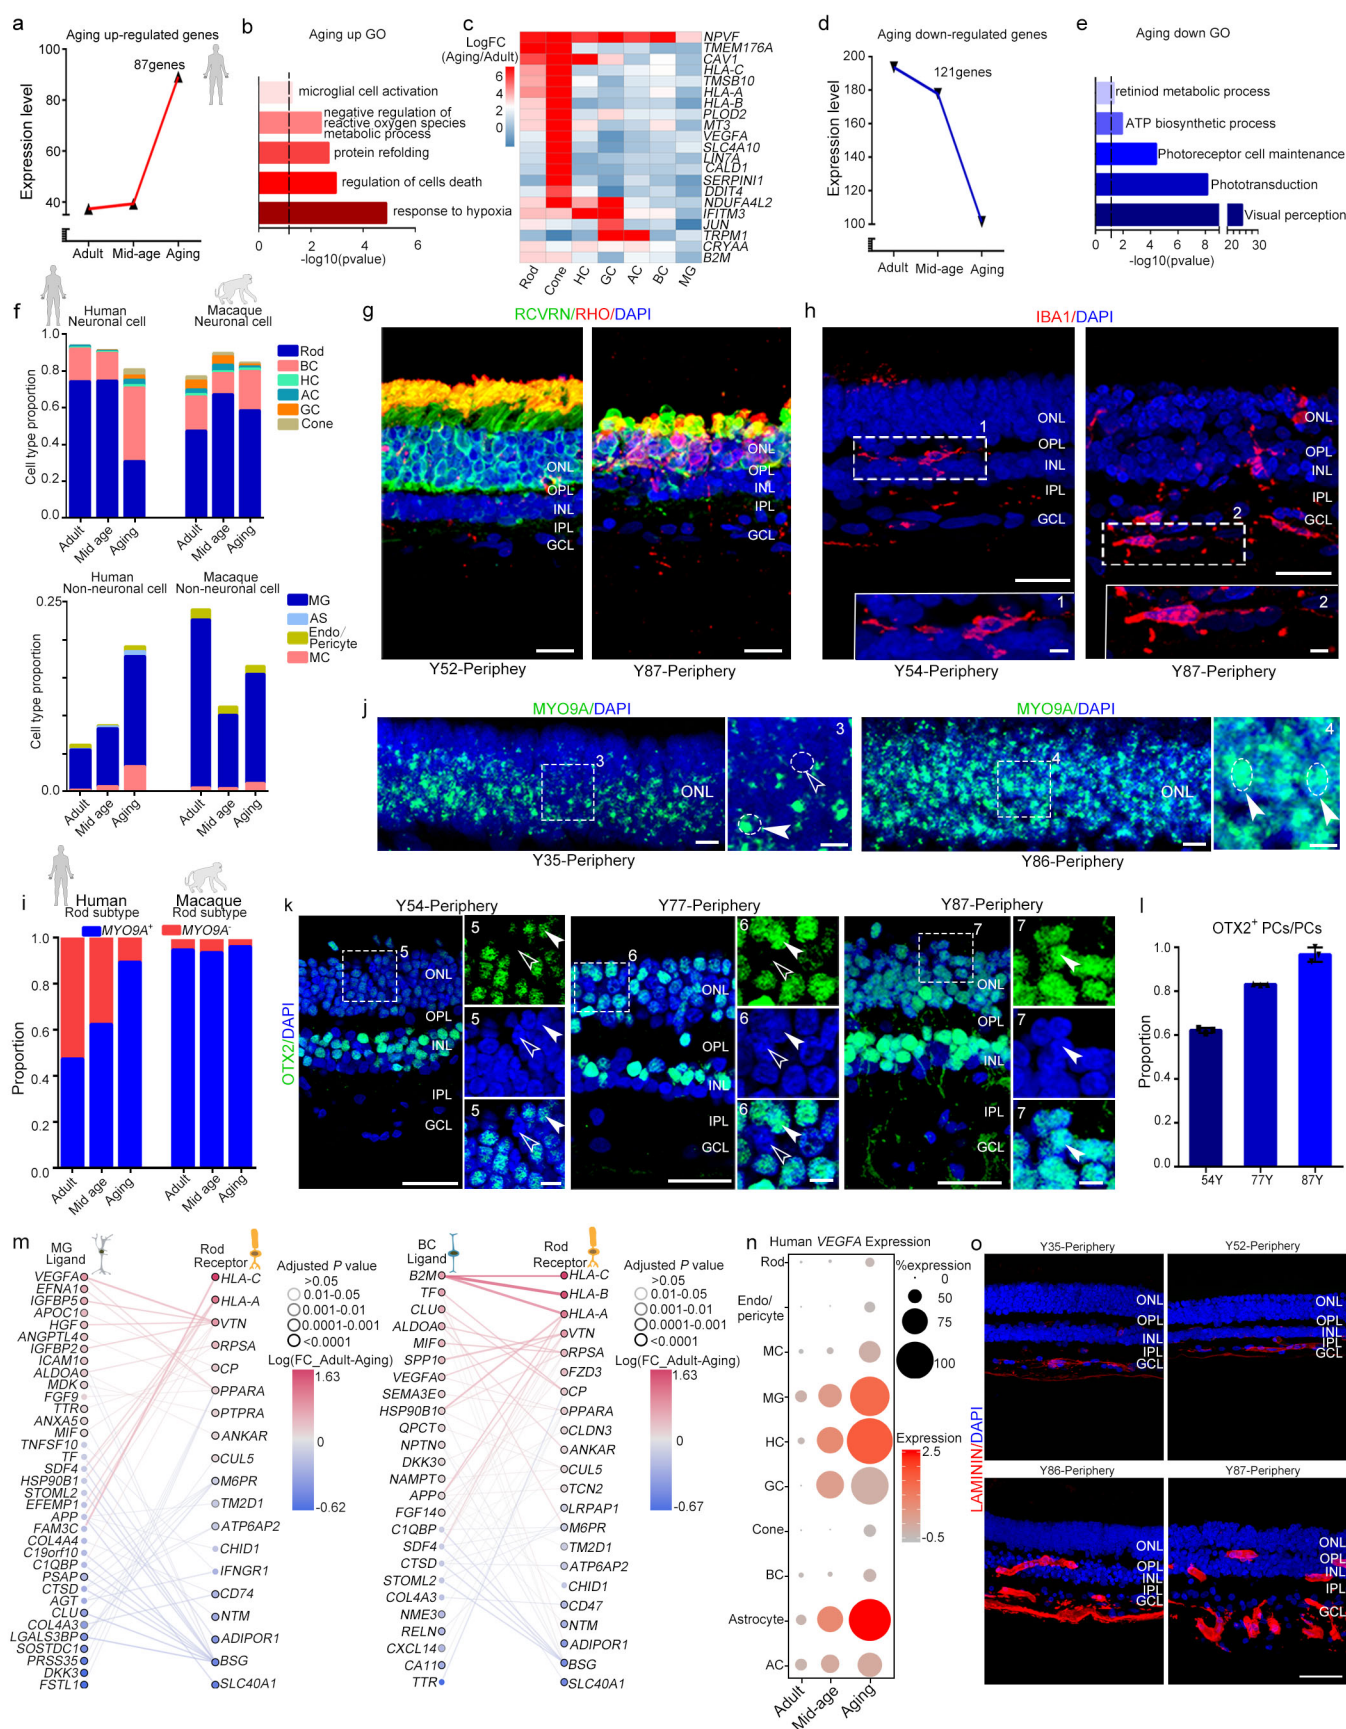 a
Aging up-regulated genes
87genes
Expression level
100
80
60
40
Adult
Mid-age
Aging
b
Aging up GO
microglial cell activation
negative regulation of
reactive oxygen species
metabolic process
protein refolding
regulation of cells death
response to hypoxia
0
2
4
6
-log10(pvalue)
c
LogFC
(Aging/Adult)
6
4
2
0
NPVF
TMEM176A
CAV1
HLA-C
TMSB10
HLA-A
HLA-B
PLOD2
MT3
VEGFA
SLC4A10
LIN7A
CALD1
SERPINI1
DDIT4
NDUFA4L2
IFITM3
JUN
TRPM1
CRYAA
B2M
Rod
Cone
HC
GC
AC
BC
MG
d
Aging down-regulated genes
121genes
Expression level
200
180
160
140
120
100
Adult
Mid-age
Aging
e
Aging down GO
retiniod metabolic process
ATP biosynthetic process
Photoreceptor cell maintenance
Phototransduction
Visual perception
0
2
4
6
8
20
30
-log10(pvalue)
f
Human
Neuronal cell
Macaque
Neuronal cell
Cell type proportion
1.0
0.8
0.6
0.4
0.2
0.0
Adult
Mid age
Aging
Adult
Mid age
Aging
Rod
BC
HC
AC
GC
Cone
Human
Non-neuronal cell
Macaque
Non-neuronal cell
Cell type proportion
0.25
0.0
Adult
Mid age
Aging
Adult
Mid age
Aging
MG
AS
Endo/
Pericyte
MC
g
RCVRN/RHO/DAPI
ONL
OPL
INL
IPL
GCL
Y52-Periphey
ONL
OPL
INL
IPL
GCL
Y87-Periphery
h
IBA1/DAPI
1
ONL
OPL
INL
IPL
GCL
1
Y54-Periphery
ONL
OPL
INL
IPL
2
GCL
2
Y87-Periphery
i
Human
Rod subtype
Macaque
Rod subtype
MYO9A+
MYO9A-
Proportion
1.0
0.8
0.6
0.4
0.2
0.0
Adult
Mid age
Aging
Adult
Mid age
Aging
j
MYO9A/DAPI
3
ONL
3
Y35-Periphery
MYO9A/DAPI
4
ONL
4
Y86-Periphery
k
OTX2/DAPI
Y54-Periphery
5
ONL
OPL
INL
IPL
GCL
5
5
5
Y77-Periphery
6
ONL
OPL
INL
IPL
GCL
6
6
6
Y87-Periphery
7
ONL
OPL
INL
IPL
GCL
7
7
7
l
OTX2+ PCs/PCs
Proportion
1.0
0.8
0.6
0.4
0.2
0.0
54Y
77Y
87Y
m
MG
Ligand
Rod
Receptor
VEGFA
EFNA1
IGFBP5
APOC1
HGF
ANGPTL4
IGFBP2
ICAM1
ALDOA
MDK
FGF9
TTR
ANXA5
MIF
TNFSF10
TF
SDF4
HSP90B1
STOML2
EFEMP1
APP
FAM3C
COL4A4
C19orf10
C1QBP
PSAP
CTSD
AGT
CLU
COL4A3
LGALS3BP
SOSTDC1
PRSS35
DKK3
FSTL1
HLA-C
HLA-A
VTN
RPSA
CP
PPARA
PTPRA
ANKAR
CUL5
M6PR
TM2D1
ATP6AP2
CHID1
IFNGR1
CD74
NTM
ADIPOR1
BSG
SLC40A1
Adjusted P value
>0.05
0.01-0.05
0.001-0.01
0.0001-0.001
<0.0001
Log(FC_Adult-Aging)
1.63
0
-0.62
BC
Ligand
Rod
Receptor
B2M
TF
CLU
ALDOA
MIF
SPP1
VEGFA
SEMA3E
HSP90B1
QPCT
NPTN
DKK3
NAMPT
APP
FGF14
C1QBP
SDF4
CTSD
STOML2
COL4A3
NME3
RELN
CXCL14
CA11
TTR
HLA-C
HLA-B
HLA-A
VTN
RPSA
FZD3
CP
PPARA
CLDN3
ANKAR
CUL5
TCN2
LRPAP1
M6PR
TM2D1
ATP6AP2
CHID1
CD47
NTM
ADIPOR1
BSG
SLC40A1
Adjusted P value
>0.05
0.01-0.05
0.001-0.01
0.0001-0.001
<0.0001
Log(FC_Adult-Aging)
1.63
0
-0.67
n
Human VEGFA Expression
Rod
Endo/
pericyte
MC
MG
HC
GC
Cone
BC
Astrocyte
AC
Adult
Mid-age
Aging
%expression
0
50
75
100
Expression
2.5
-0.5
o
LAMININ/DAPI
Y35-Periphery
ONL
OPL
INL
IPL
GCL
Y52-Periphery
ONL
OPL
INL
IPL
GCL
Y86-Periphery
ONL
OPL
INL
IPL
GCL
Y87-Periphery
ONL
OPL
INL
IPL
GCL